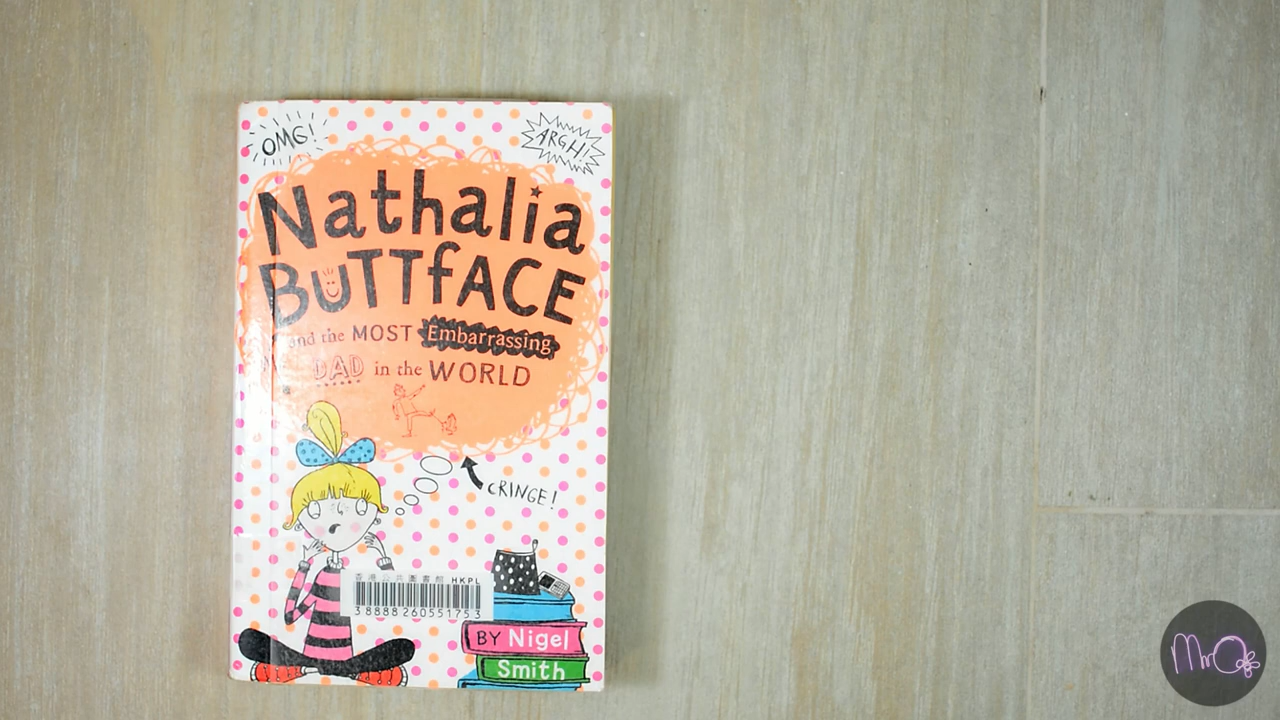 OMG!
ARGH!
Nathalia
BUTTfACE
and the MOST Embarrassing
DAD in the WORLD
CRINGE!
香港公共圖書館 HKPL
3 8888 26055175 3
BY Nigel
Smith